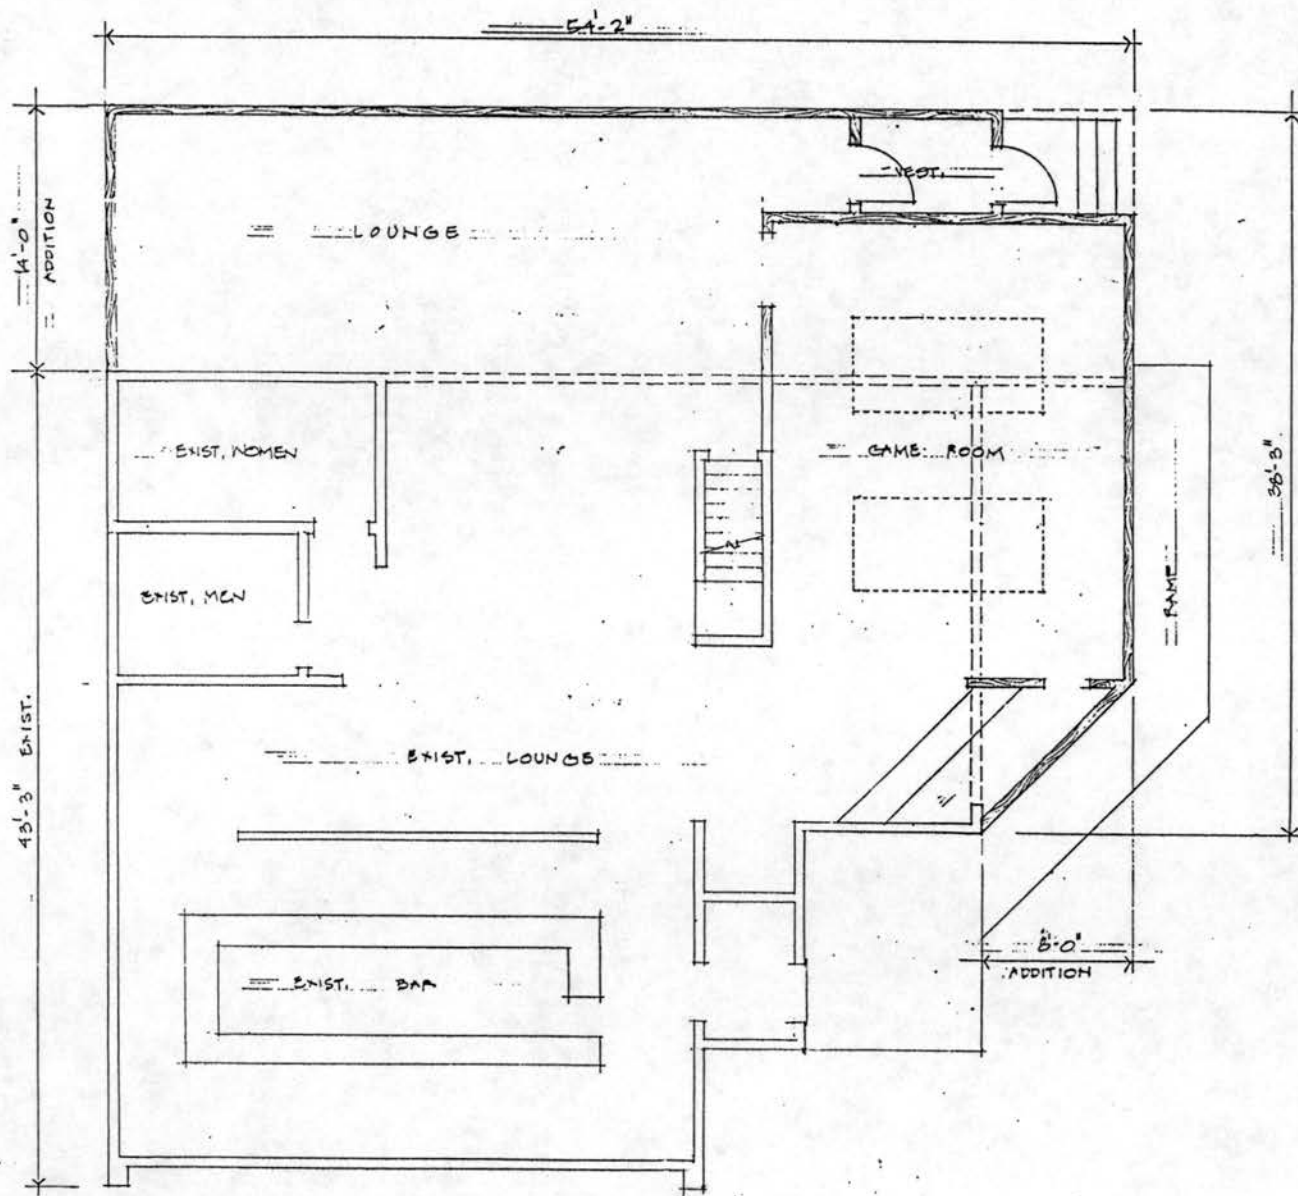 54'-2"
VEST.
LOUNGE
14'-0"
ADDITION
EXIST. WOMEN
GAME ROOM
38'-3"
EXIST. MEN
RAMP
EXIST. LOUNGE
43'-3" EXIST.
8'-0"
ADDITION
EXIST. BAR